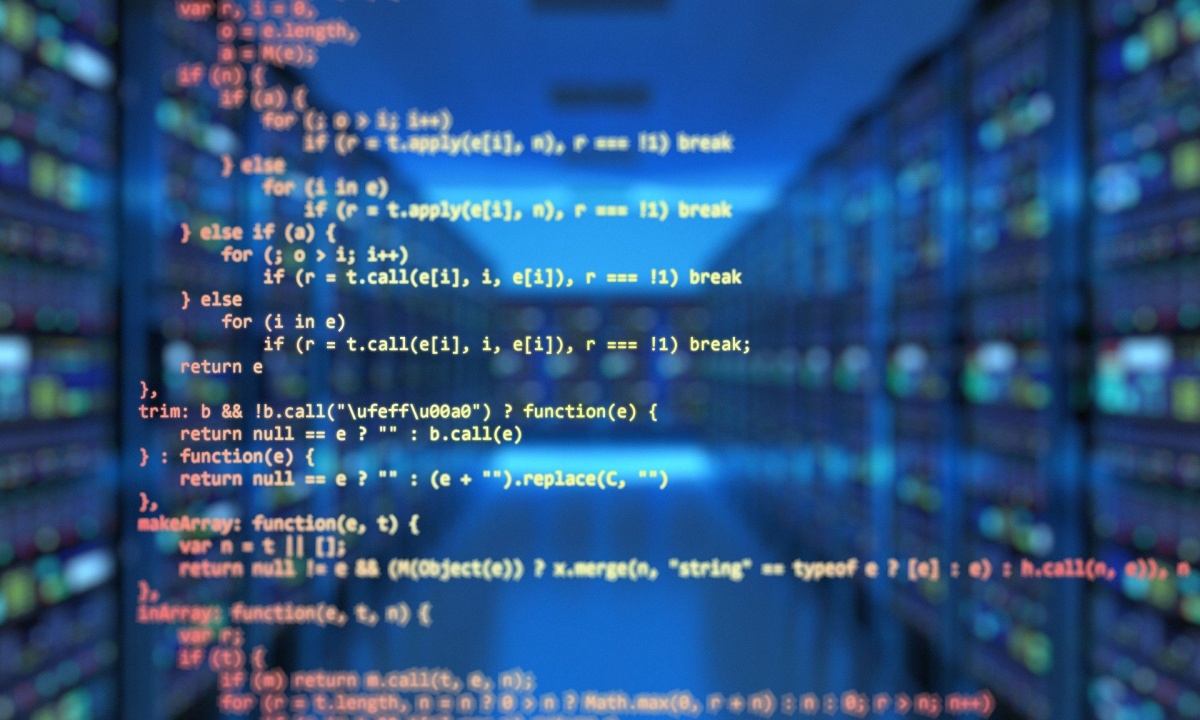 var r, i = 0,
o = e.length,
a = M(e);
if (n) {
if (a) {
for (; o > i; i++)
if (r = t.apply(e[i], n), r === !1) break
} else
for (i in e)
if (r = t.apply(e[i], n), r === !1) break
} else if (a) {
for (; o > i; i++)
if (r = t.call(e[i], i, e[i]), r === !1) break
} else
for (i in e)
if (r = t.call(e[i], i, e[i]), r === !1) break;
return e
},
trim: b && !b.call("\ufeff\u00a0") ? function(e) {
return null == e ? "" : b.call(e)
} : function(e) {
return null == e ? "" : (e + "").replace(C, "")
},
makeArray: function(e, t) {
var n = t || [];
return null != e && (M(Object(e)) ? x.merge(n, "string" == typeof e ? [e] : e) : h.call(n, e)), n
},
inArray: function(e, t, n) {
var r;
if (t) {
if (m) return m.call(t, e, n);
for (r = t.length, n = n ? 0 > n ? Math.max(0, r + n) : n : 0; r > n; n++)